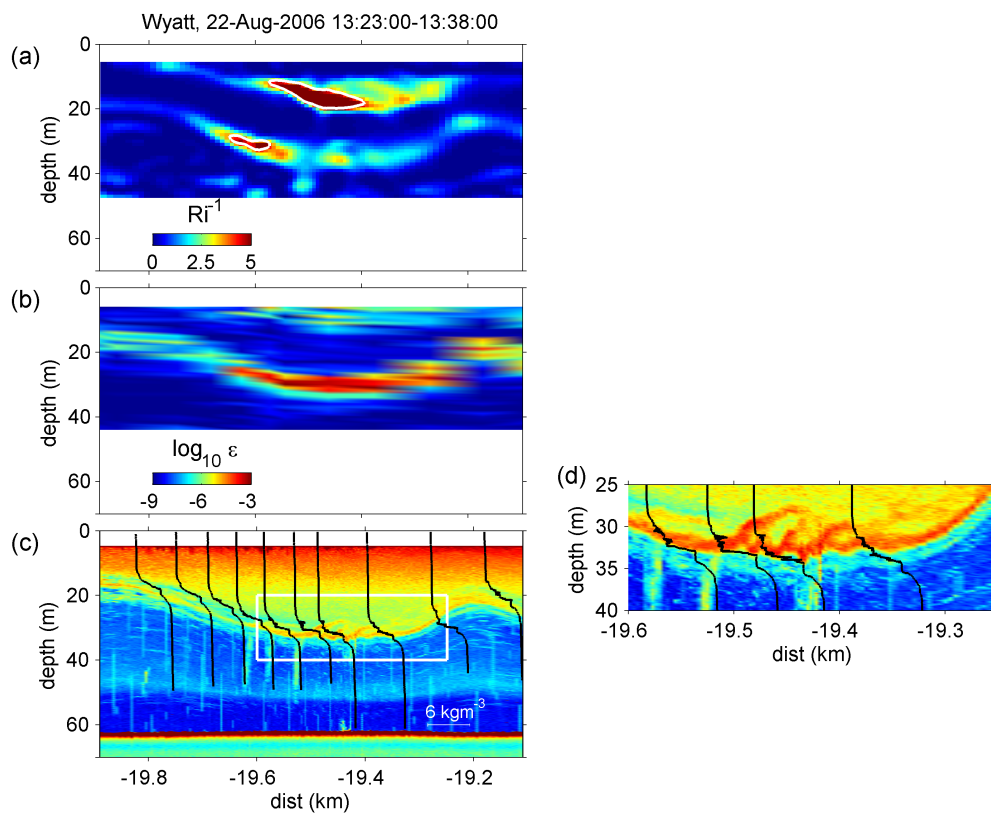 Wyatt, 22-Aug-2006 13:23:00-13:38:00
(a)
0
20
40
60
depth (m)
Ri⁻¹
0 2.5 5
(b)
0
20
40
60
depth (m)
log₁₀ ε
-9 -6 -3
(c)
0
20
40
60
depth (m)
6 kgm⁻³
-19.8 -19.6 -19.4 -19.2
dist (km)
(d)
25
30
35
40
depth (m)
-19.6 -19.5 -19.4 -19.3
dist (km)